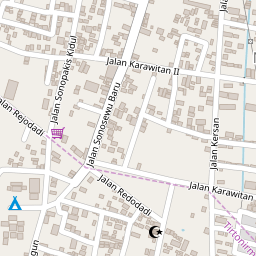 Jalan Karawitan II
Jalan Sonopakis Kidul
Jalan Sonosewu Baru
Jalan Rejodadi
Jalan Kersan
Jalan Karawitan
Jalan Redodadi